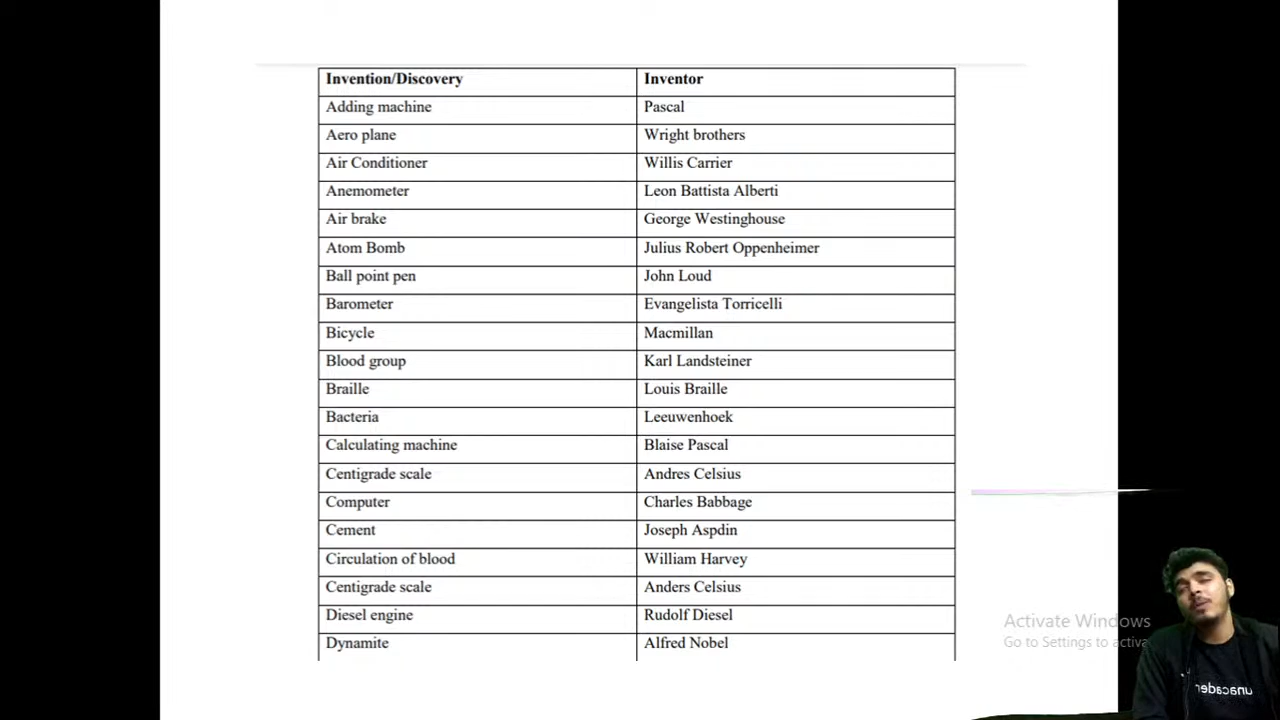 Invention/Discovery Inventor
Adding machine Pascal
Aero plane Wright brothers
Air Conditioner Willis Carrier
Anemometer Leon Battista Alberti
Air brake George Westinghouse
Atom Bomb Julius Robert Oppenheimer
Ball point pen John Loud
Barometer Evangelista Torricelli
Bicycle Macmillan
Blood group Karl Landsteiner
Braille Louis Braille
Bacteria Leeuwenhoek
Calculating machine Blaise Pascal
Centigrade scale Andres Celsius
Computer Charles Babbage
Cement Joseph Aspdin
Circulation of blood William Harvey
Centigrade scale Anders Celsius
Diesel engine Rudolf Diesel
Dynamite Alfred Nobel
Activate Windows
Go to Settings to activa
unacader